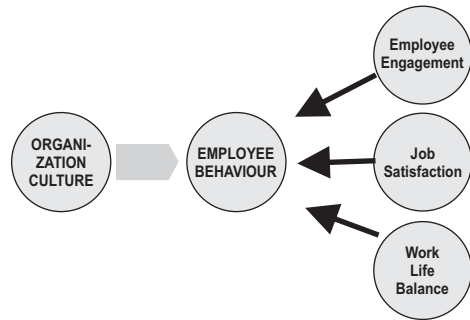 Employee
Engagement
ORGANI-
ZATION
CULTURE
EMPLOYEE
BEHAVIOUR
Job
Satisfaction
Work
Life
Balance